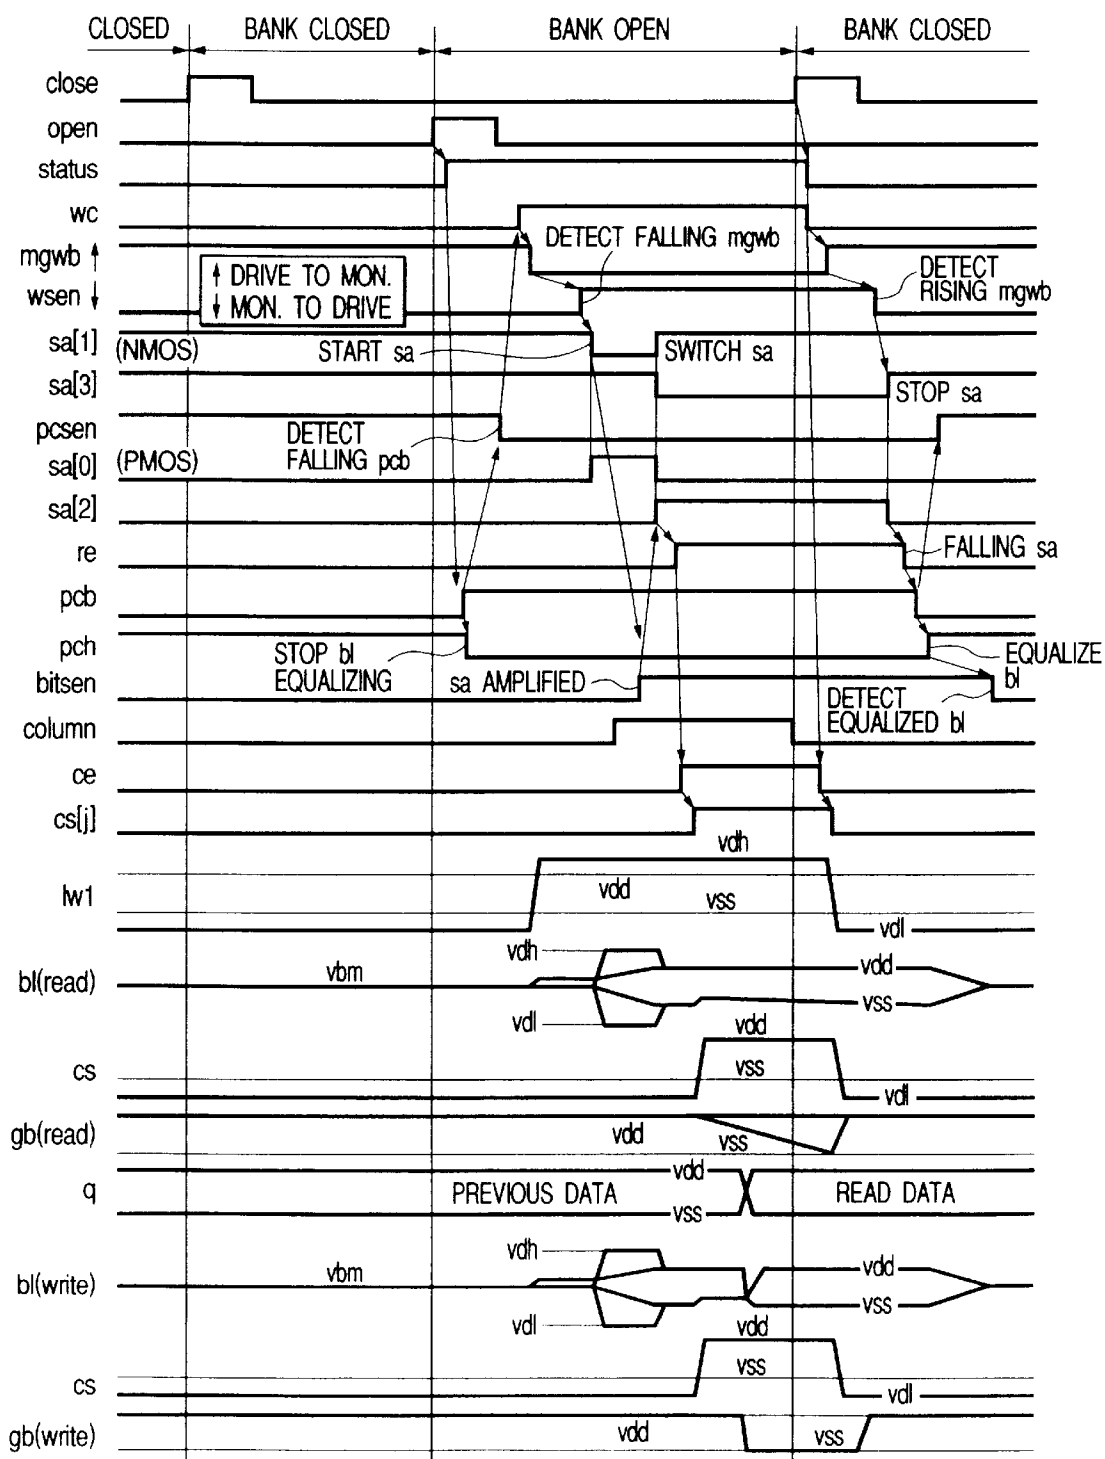 CLOSED BANK CLOSED BANK OPEN BANK CLOSED
close
open
status
wc
DETECT FALLING mgwb
mgwb ↑
↑ DRIVE TO MON.
DETECT
RISING mgwb
wsen ↓
↓ MON. TO DRIVE
sa[1] (NMOS) START sa SWITCH sa
sa[3] STOP sa
pcsen
DETECT
FALLING pcb
sa[0] (PMOS)
sa[2]
re FALLING sa
pcb
pch
STOP bl
EQUALIZING
EQUALIZE
bl
bitsen sa AMPLIFIED
DETECT
EQUALIZED bl
column
ce
cs[j]
vdh
lw1 vdd vss
vdl
vdh
bl(read) vbm vdd
vss
vdl
vdd
cs vss
vdl
gb(read) vdd vss
vdd
q PREVIOUS DATA READ DATA
vss
vdh
bl(write) vbm vdd
vss
vdl
vdd
cs vss
vdl
gb(write) vdd vss